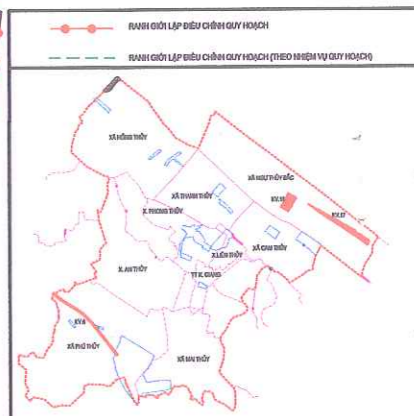 RANH GIỚI LẬP ĐIỀU CHỈNH QUY HOẠCH
RANH GIỚI LẬP ĐIỀU CHỈNH QUY HOẠCH (THEO NHIỆM VỤ QUY HOẠCH)
XÃ HỒNG THỦY
XÃ NGƯ THỦY BẮC
XÃ THANH THỦY
X. PHONG THỦY
XÃ CAM THỦY
X.LIÊN THỦY
X. AN THỦY
TT K. GIANG
XÃ PHÚ THỦY
XÃ MAI THỦY